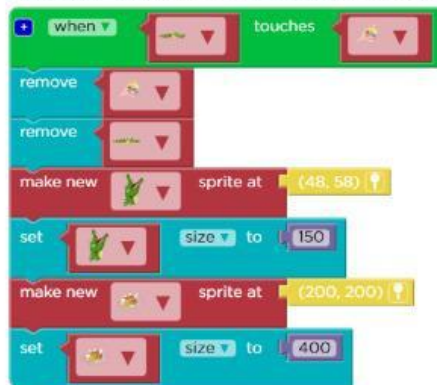 when touches
remove
remove
make new sprite at (48, 58)
set size to 150
make new sprite at (200, 200)
set size to 400